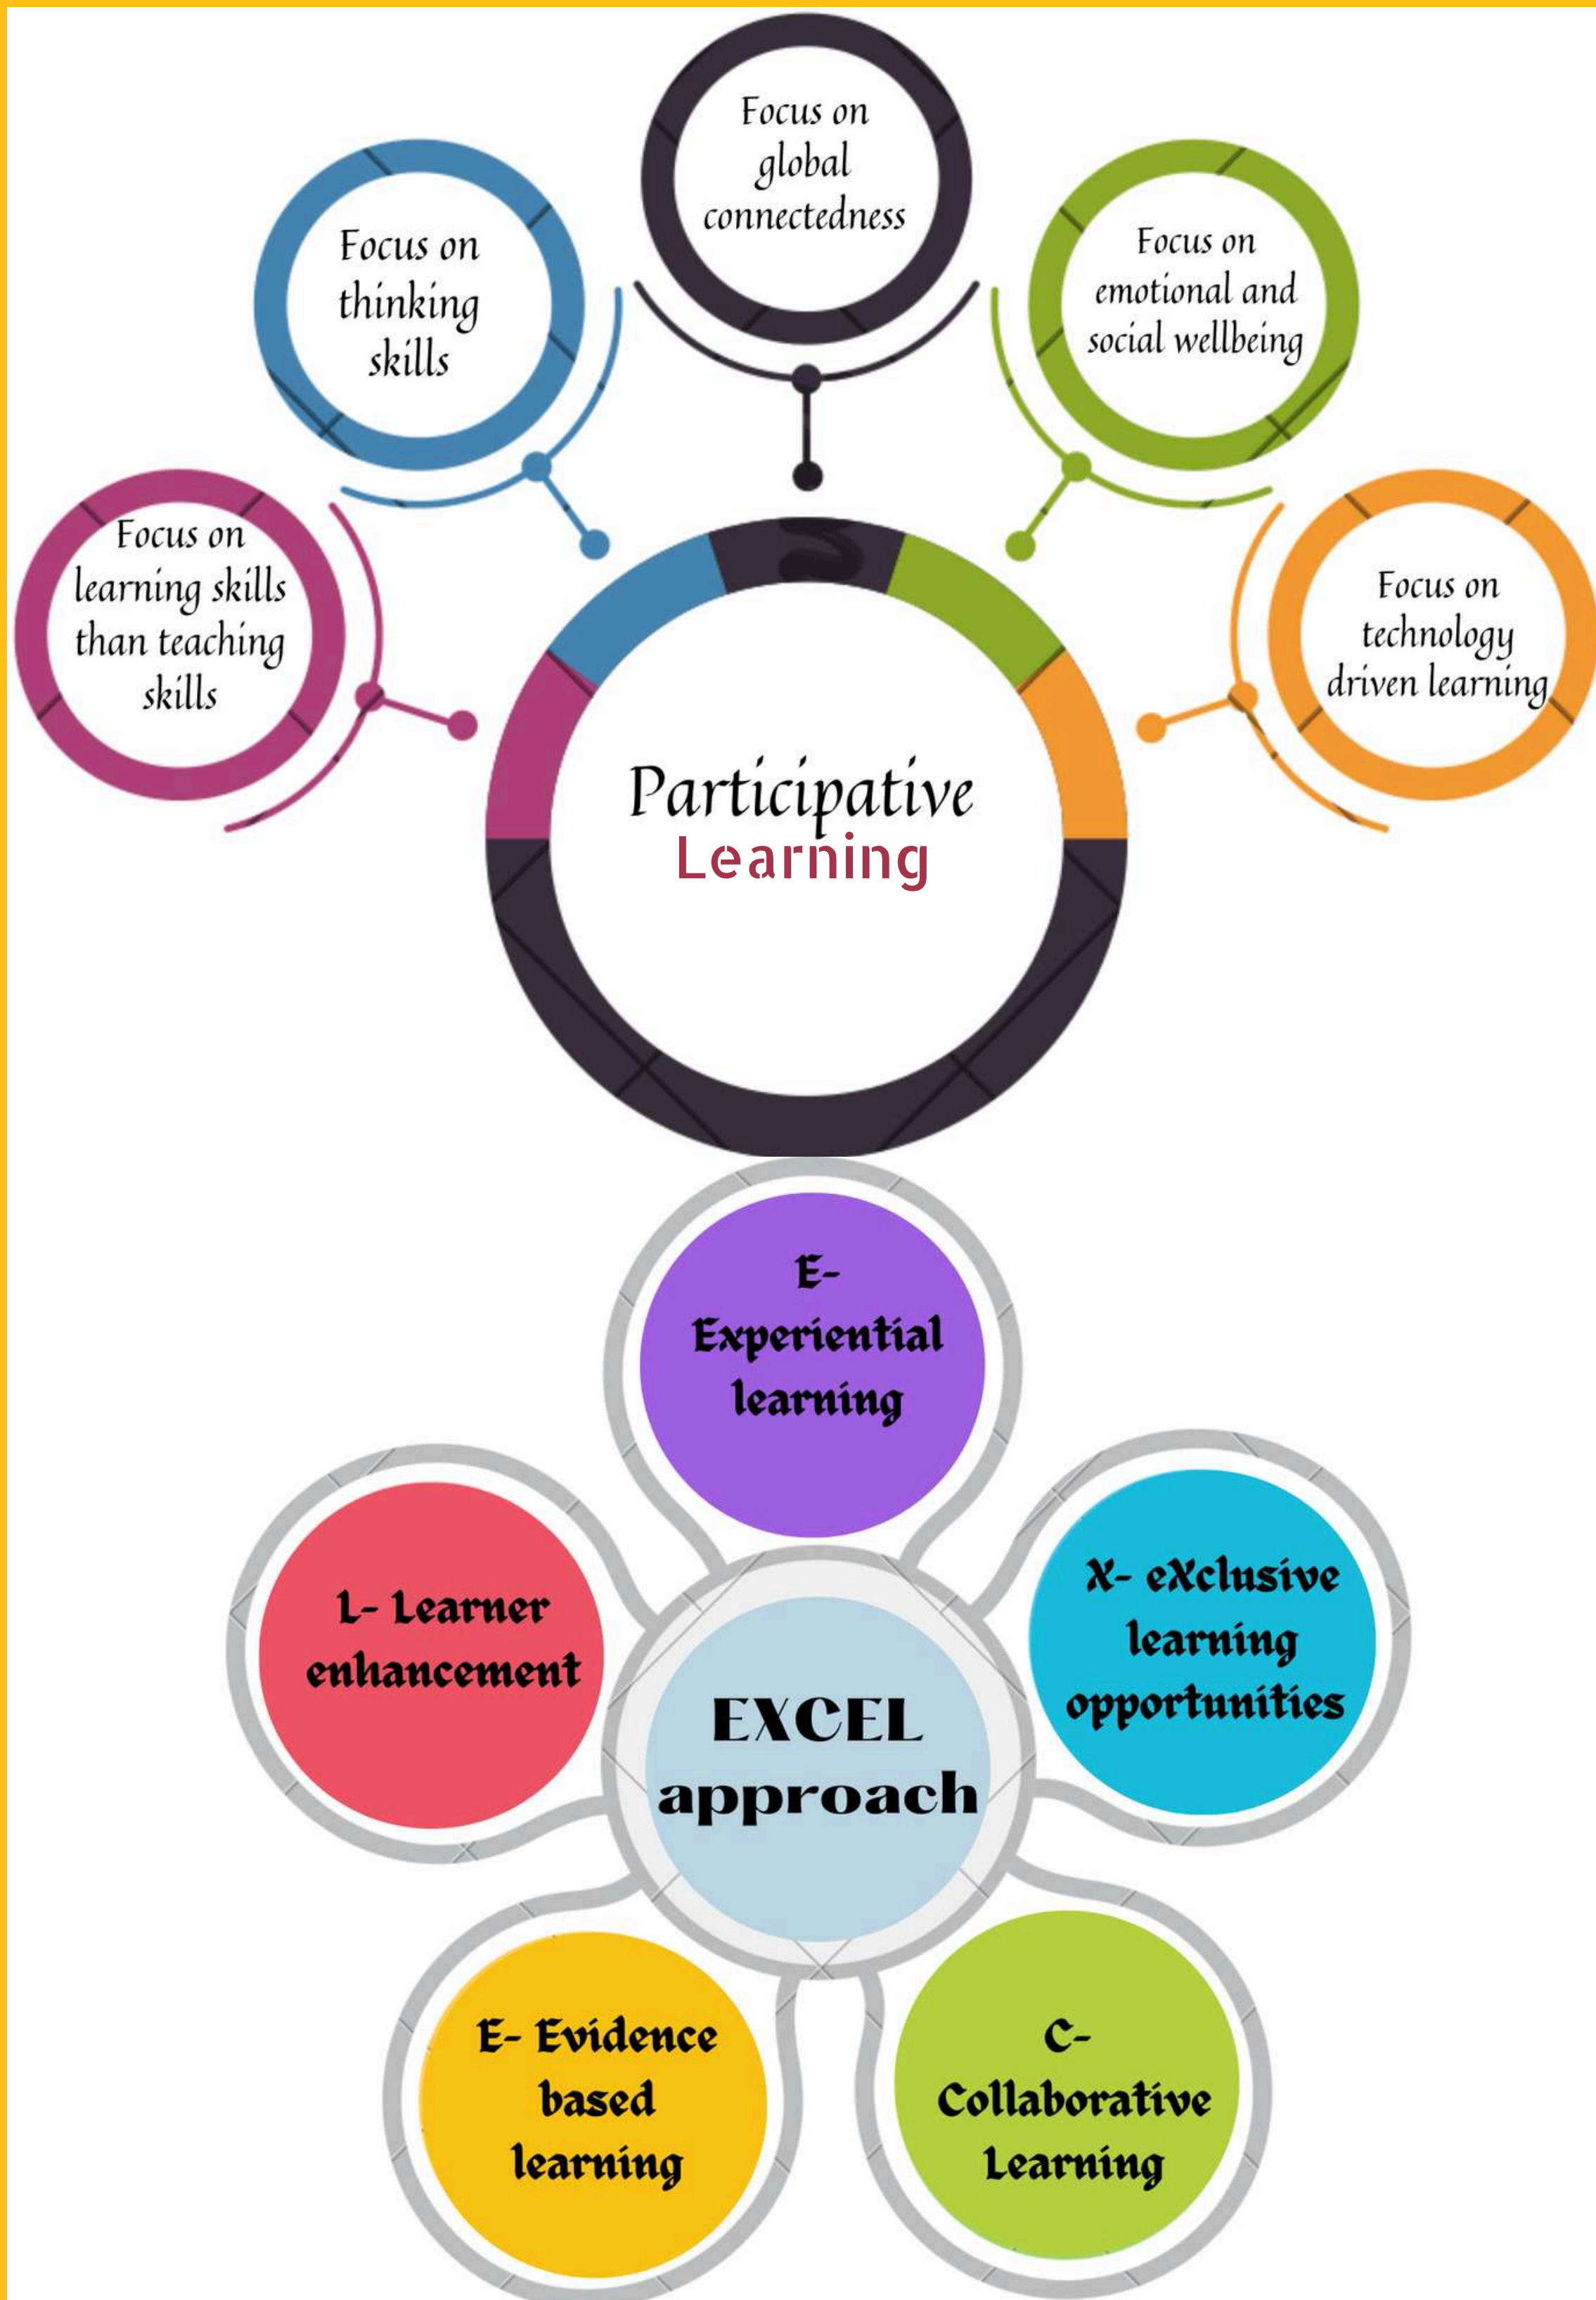 Focus on
global
connectedness
Focus on
thinking
skills
Focus on
emotional and
social wellbeing
Focus on
learning skills
than teaching
skills
Focus on
technology
driven learning
Participative
Learning
E-
Experiential
learning
X- eXclusive
learning
opportunities
L- Learner
enhancement
EXCEL
approach
E- Evidence
based
learning
C-
Collaborative
Learning